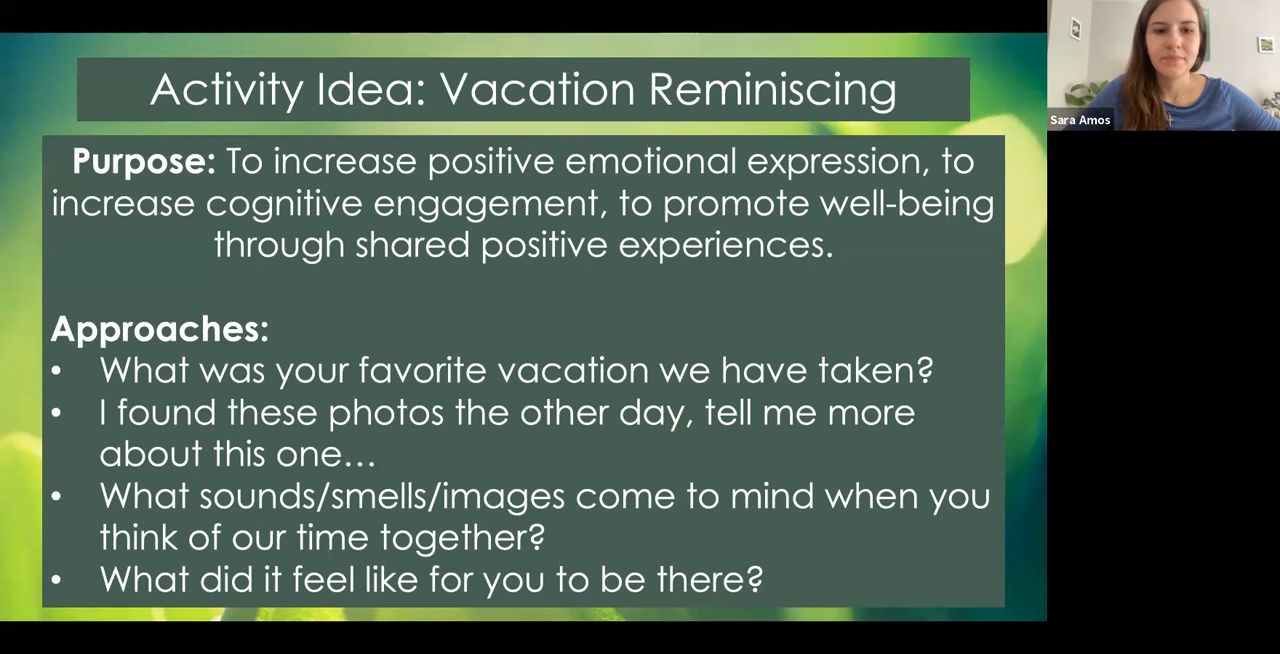 Activity Idea: Vacation Reminiscing
Purpose: To increase positive emotional expression, to
increase cognitive engagement, to promote well-being
through shared positive experiences.
Approaches:
• What was your favorite vacation we have taken?
• I found these photos the other day, tell me more
about this one…
• What sounds/smells/images come to mind when you
think of our time together?
• What did it feel like for you to be there?
Sara Amos